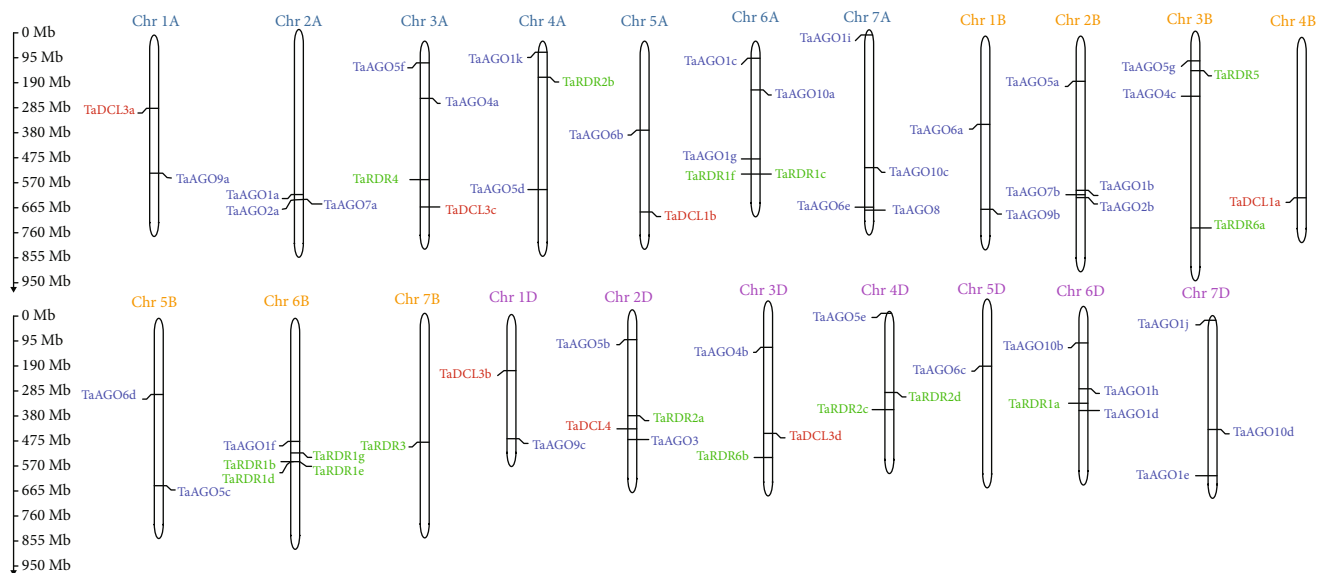 Chr 1A
Chr 2A
Chr 3A
Chr 4A
Chr 5A
Chr 6A
Chr 7A
Chr 1B
Chr 2B
Chr 3B
Chr 4B
0 Mb
95 Mb
190 Mb
285 Mb
380 Mb
475 Mb
570 Mb
665 Mb
760 Mb
855 Mb
950 Mb
TaDCL3a
TaAGO9a
TaAGO1a
TaAGO2a
TaAGO7a
TaAGO5f
TaAGO4a
TaRDR4
TaDCL3c
TaAGO1k
TaRDR2b
TaAGO5d
TaAGO6b
TaDCL1b
TaAGO1c
TaAGO10a
TaAGO1g
TaRDR1f
TaRDR1c
TaAGO1i
TaAGO10c
TaAGO6e
TaAGO8
TaAGO6a
TaAGO9b
TaAGO5a
TaAGO7b
TaAGO1b
TaAGO2b
TaAGO5g
TaRDR5
TaAGO4c
TaRDR6a
TaDCL1a
Chr 5B
Chr 6B
Chr 7B
Chr 1D
Chr 2D
Chr 3D
Chr 4D
Chr 5D
Chr 6D
Chr 7D
0 Mb
95 Mb
190 Mb
285 Mb
380 Mb
475 Mb
570 Mb
665 Mb
760 Mb
855 Mb
950 Mb
TaAGO6d
TaAGO5c
TaAGO1f
TaRDR1g
TaRDR1b
TaRDR1e
TaRDR1d
TaRDR3
TaDCL3b
TaAGO9c
TaAGO5b
TaRDR2a
TaDCL4
TaAGO3
TaAGO4b
TaDCL3d
TaRDR6b
TaAGO5e
TaRDR2d
TaRDR2c
TaAGO6c
TaAGO10b
TaAGO1h
TaRDR1a
TaAGO1d
TaAGO1j
TaAGO10d
TaAGO1e